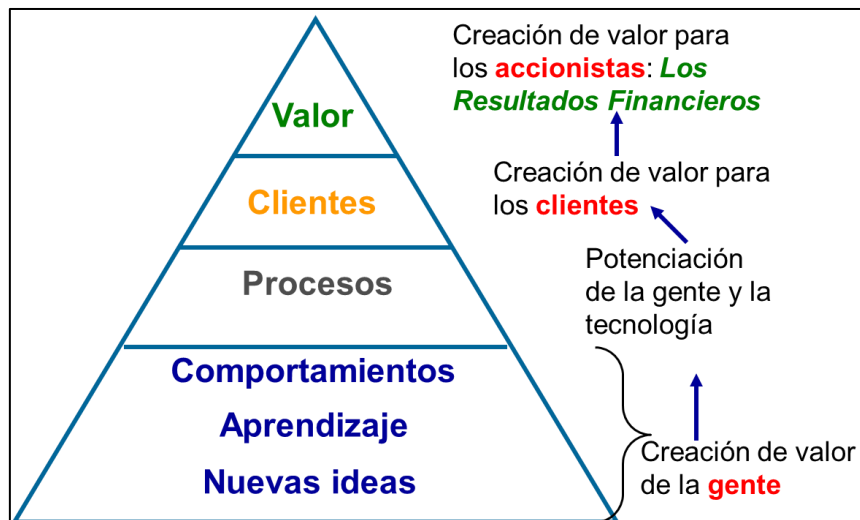 Valor
Clientes
Procesos
Comportamientos
Aprendizaje
Nuevas ideas
Creación de valor para
los accionistas: Los
Resultados Financieros
Creación de valor para
los clientes
Potenciación
de la gente y la
tecnología
Creación de valor
de la gente